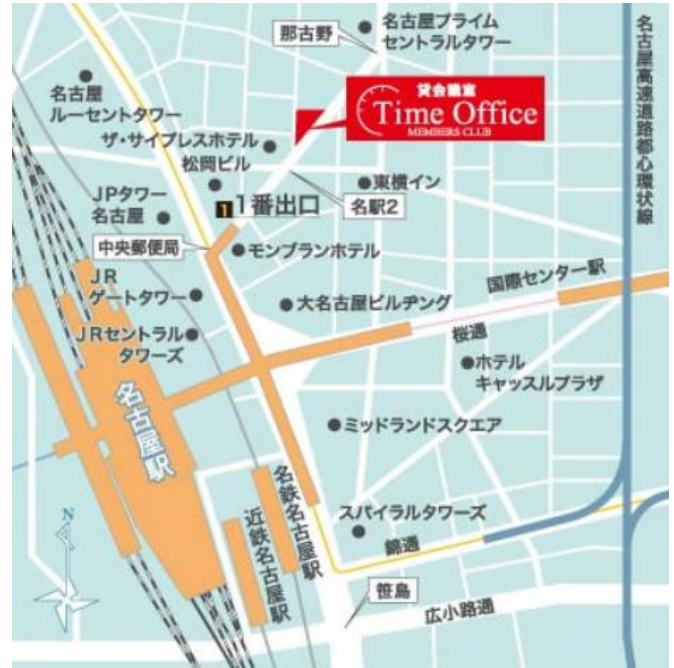 那古野
名古屋プライム
セントラルタワー
名古屋
ルーセントタワー
貸会議室
Time Office
MEMBERS CLUB
名古屋高速道路都心環状線
ザ・サイプレスホテル
松岡ビル
東横イン
JPタワー
名古屋
1
1番出口
名駅2
中央郵便局
モンブランホテル
国際センター駅
JR
ゲートタワー
大名古屋ビルヂング
桜通
JRセントラル
タワーズ
ホテル
キャッスルプラザ
名古屋駅
ミッドランドスクエア
名鉄名古屋駅
近鉄名古屋駅
スパイラルタワーズ
錦通
N
笹島
広小路通